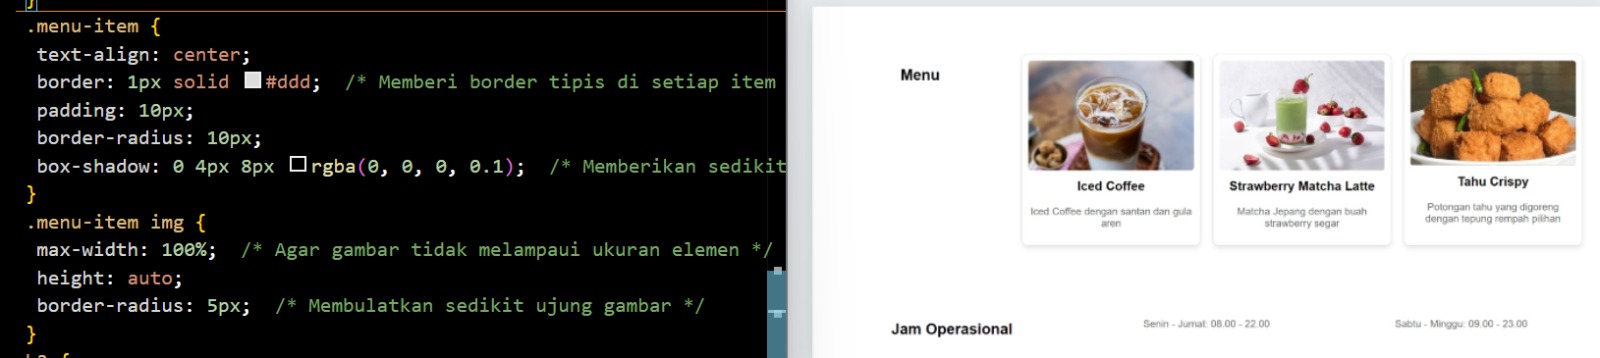 }
.menu-item {
text-align: center;
border: 1px solid #ddd; /* Memberi border tipis di setiap item
padding: 10px;
border-radius: 10px;
box-shadow: 0 4px 8px rgba(0, 0, 0, 0.1); /* Memberikan sedikit
}
.menu-item img {
max-width: 100%; /* Agar gambar tidak melampaui ukuran elemen */
height: auto;
border-radius: 5px; /* Membulatkan sedikit ujung gambar */
}
Menu
Iced Coffee
Iced Coffee dengan santan dan gula
aren
Strawberry Matcha Latte
Matcha Jepang dengan buah
strawberry segar
Tahu Crispy
Potongan tahu yang digoreng
dengan tepung rempah pilihan
Jam Operasional
Senin - Jumat: 08.00 - 22.00
Sabtu - Minggu: 09.00 - 23.00